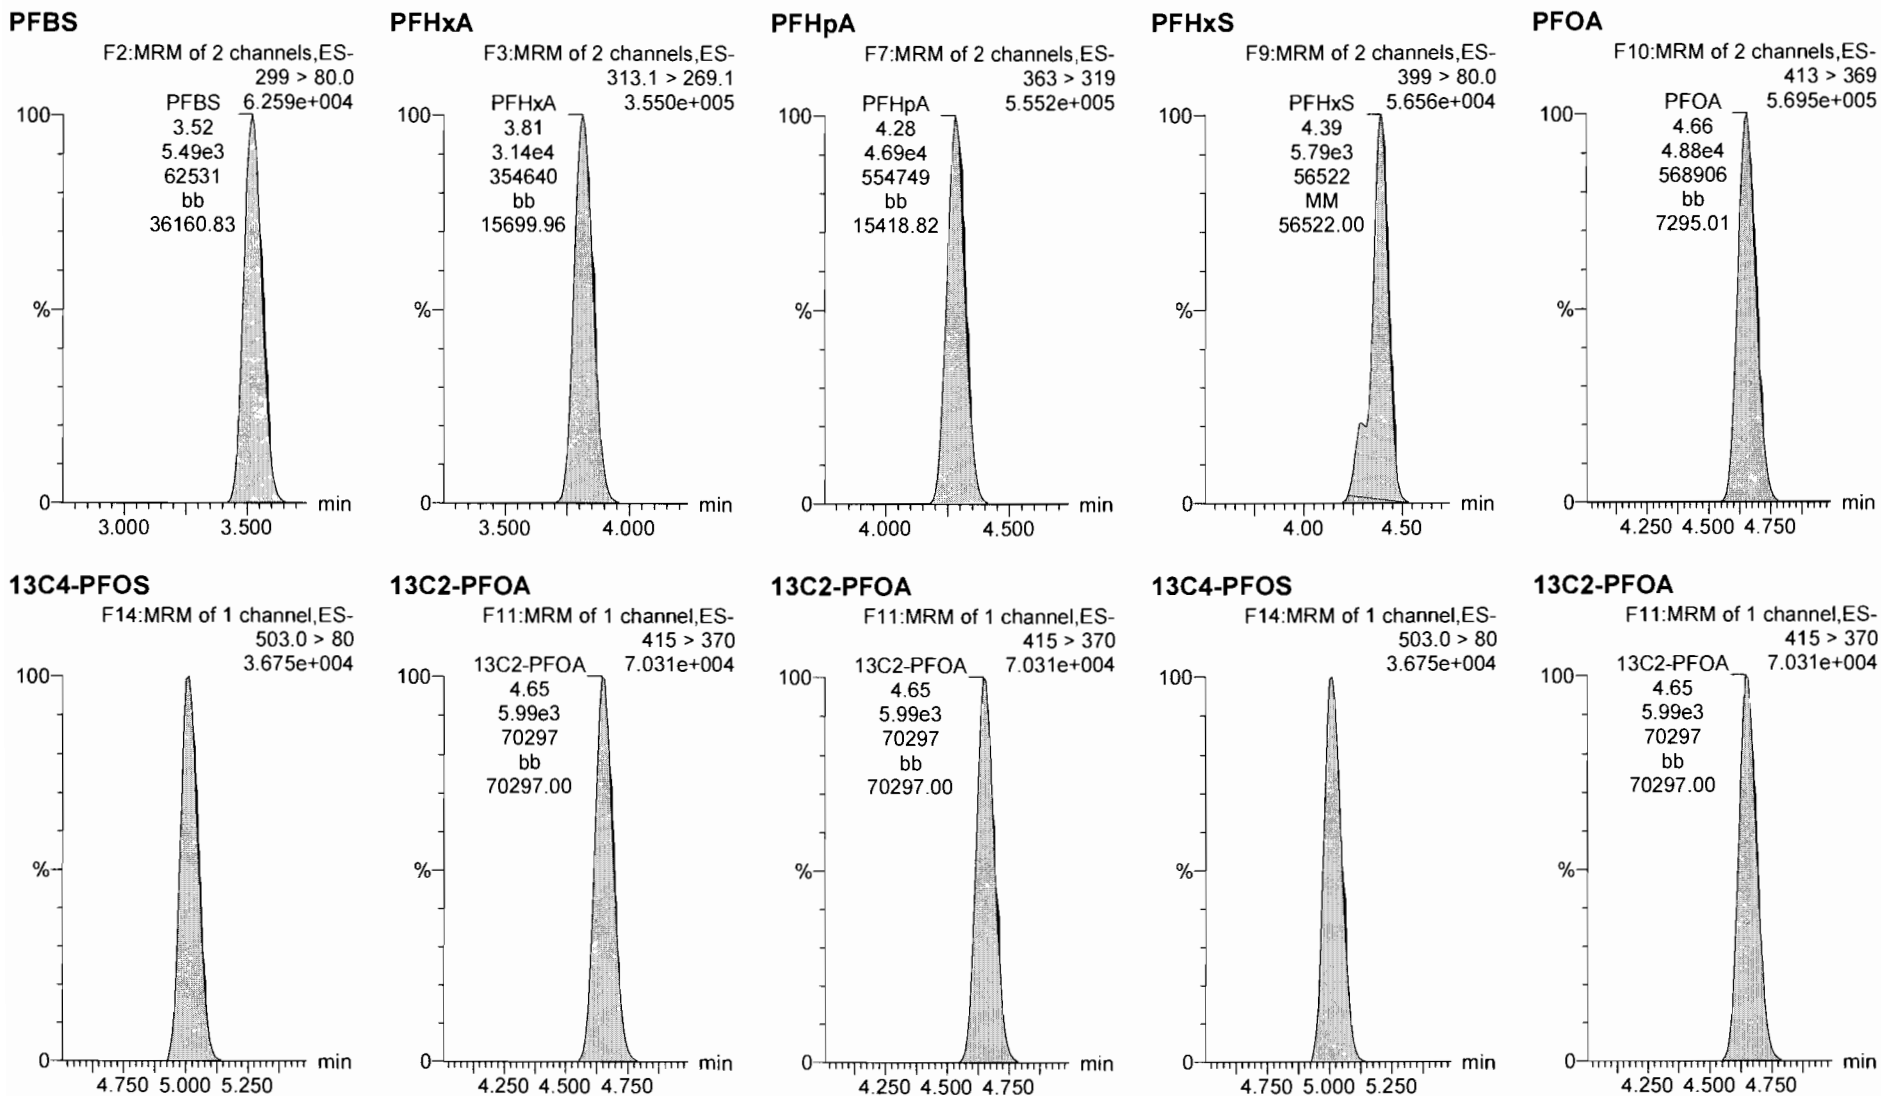 PFBS
F2:MRM of 2 channels,ES-
299 > 80.0
6.259e+004
PFBS
3.52
5.49e3
62531
bb
36160.83
100
%
0
min
3.000 3.500
PFHxA
F3:MRM of 2 channels,ES-
313.1 > 269.1
3.550e+005
PFHxA
3.81
3.14e4
354640
bb
15699.96
100
%
0
min
3.500 4.000
PFHpA
F7:MRM of 2 channels,ES-
363 > 319
5.552e+005
PFHpA
4.28
4.69e4
554749
bb
15418.82
100
%
0
min
4.000 4.500
PFHxS
F9:MRM of 2 channels,ES-
399 > 80.0
5.656e+004
PFHxS
4.39
5.79e3
56522
MM
56522.00
100
%
0
min
4.00 4.50
PFOA
F10:MRM of 2 channels,ES-
413 > 369
5.695e+005
PFOA
4.66
4.88e4
568906
bb
7295.01
100
%
0
min
4.250 4.500 4.750
13C4-PFOS
F14:MRM of 1 channel,ES-
503.0 > 80
3.675e+004
100
%
0
min
4.750 5.000 5.250
13C2-PFOA
F11:MRM of 1 channel,ES-
415 > 370
7.031e+004
13C2-PFOA
4.65
5.99e3
70297
bb
70297.00
100
%
0
min
4.250 4.500 4.750
13C2-PFOA
F11:MRM of 1 channel,ES-
415 > 370
7.031e+004
13C2-PFOA
4.65
5.99e3
70297
bb
70297.00
100
%
0
min
4.250 4.500 4.750
13C4-PFOS
F14:MRM of 1 channel,ES-
503.0 > 80
3.675e+004
100
%
0
min
4.750 5.000 5.250
13C2-PFOA
F11:MRM of 1 channel,ES-
415 > 370
7.031e+004
13C2-PFOA
4.65
5.99e3
70297
bb
70297.00
100
%
0
min
4.250 4.500 4.750